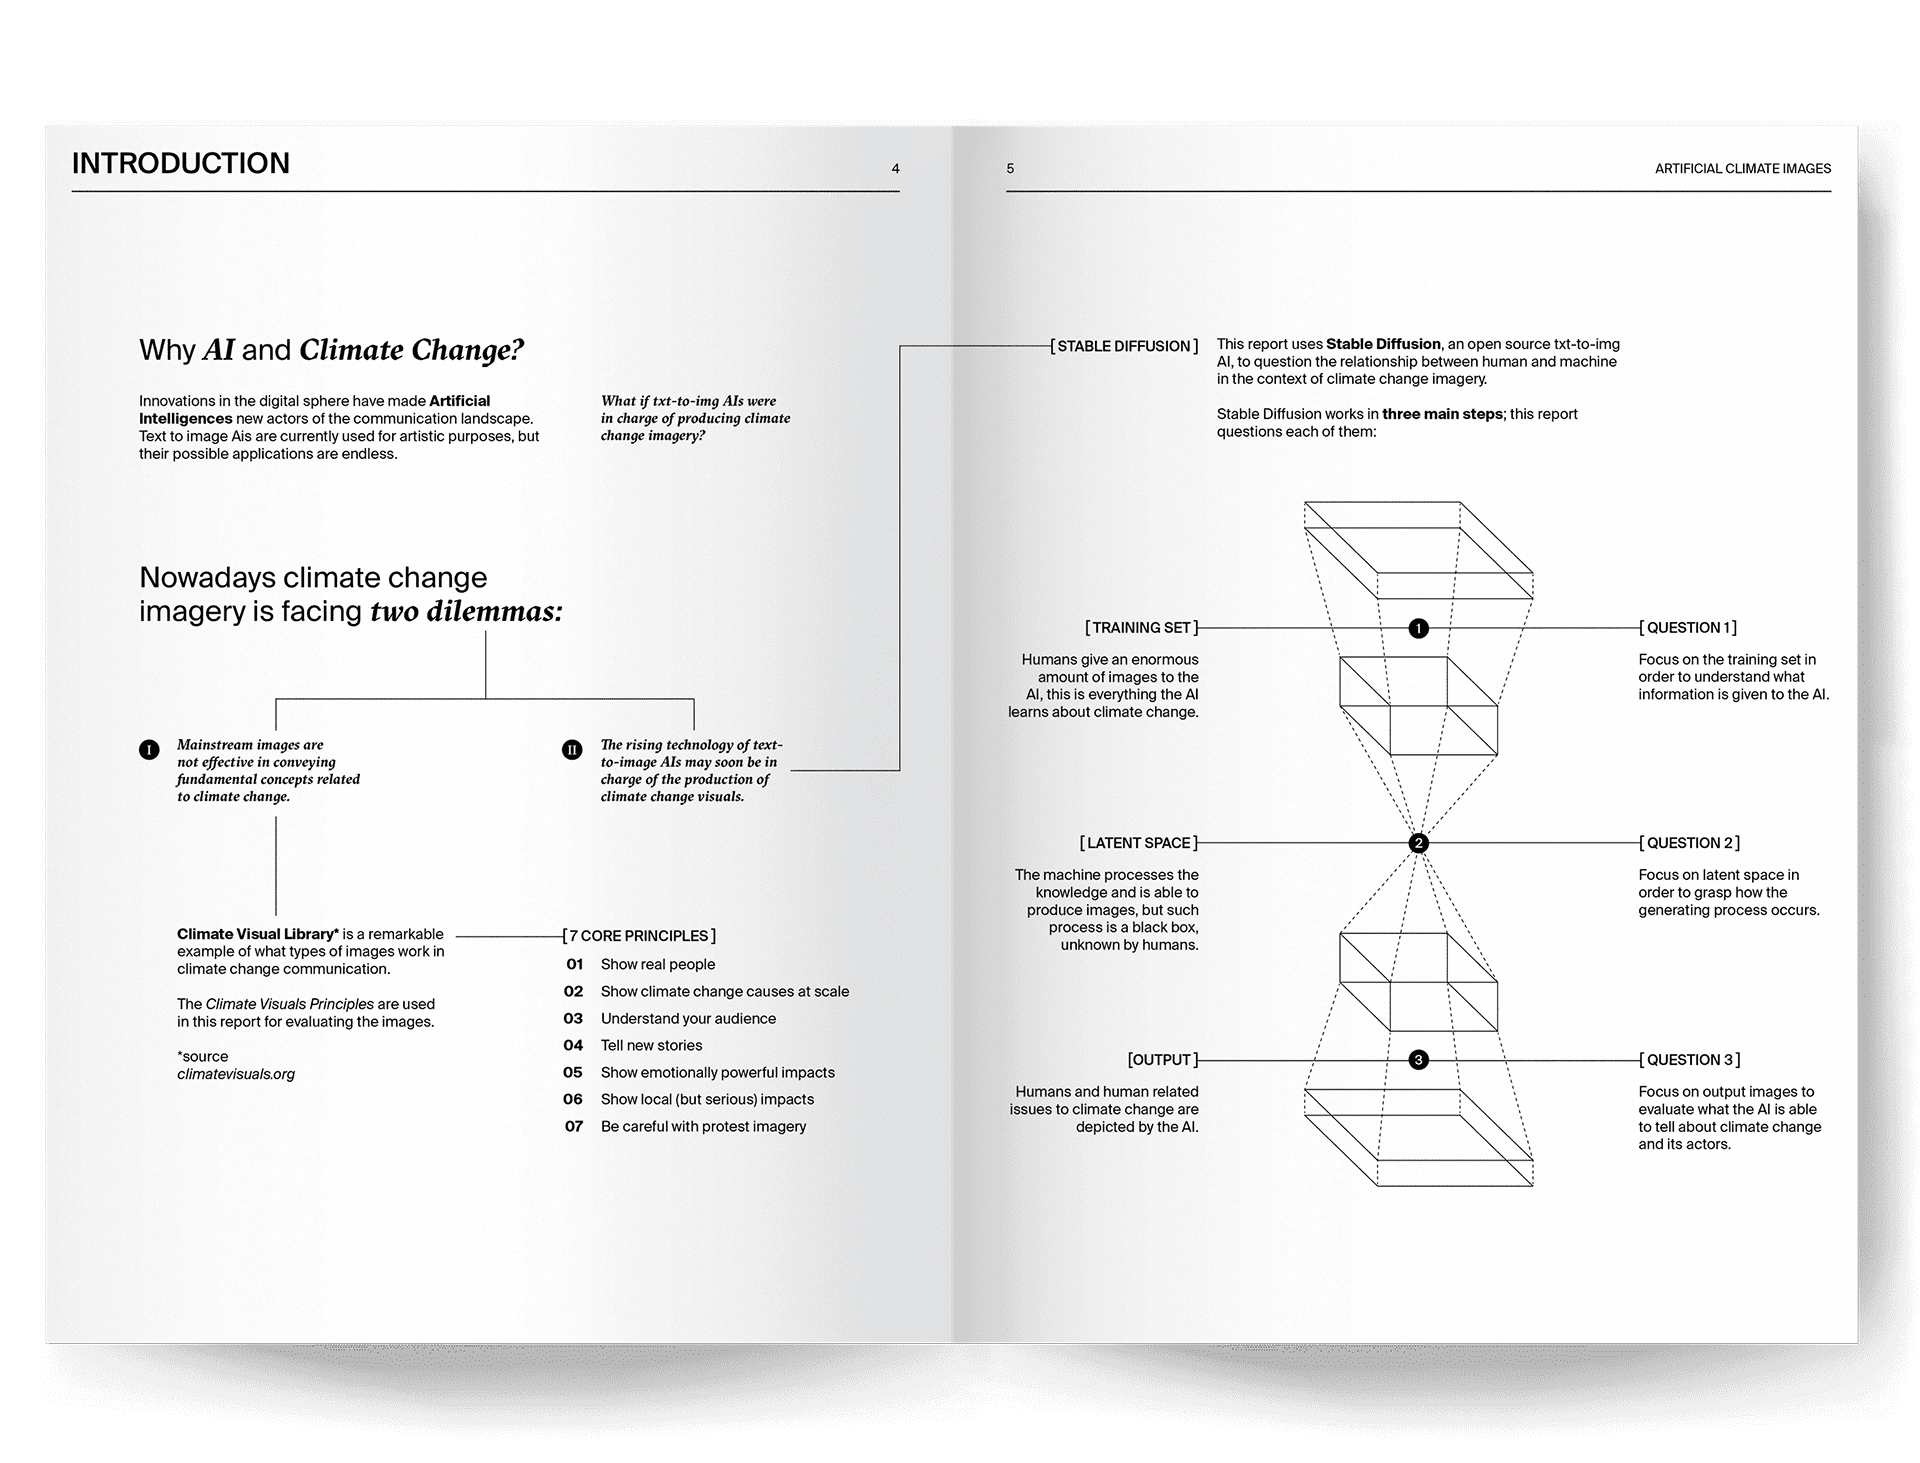 INTRODUCTION
4
Why AI and Climate Change?
Innovations in the digital sphere have made Artificial
Intelligences new actors of the communication landscape.
Text to image Ais are currently used for artistic purposes, but
their possible applications are endless.
What if txt-to-img AIs were
in charge of producing climate
change imagery?
Nowadays climate change
imagery is facing two dilemmas:
I
Mainstream images are
not effective in conveying
fundamental concepts related
to climate change.
II
The rising technology of text-
to-image AIs may soon be in
charge of the production of
climate change visuals.
Climate Visual Library* is a remarkable
example of what types of images work in
climate change communication.
The Climate Visuals Principles are used
in this report for evaluating the images.
*source
climatevisuals.org
[7 CORE PRINCIPLES]
01 Show real people
02 Show climate change causes at scale
03 Understand your audience
04 Tell new stories
05 Show emotionally powerful impacts
06 Show local (but serious) impacts
07 Be careful with protest imagery
5
ARTIFICIAL CLIMATE IMAGES
[STABLE DIFFUSION]
This report uses Stable Diffusion, an open source txt-to-img
AI, to question the relationship between human and machine
in the context of climate change imagery.
Stable Diffusion works in three main steps; this report
questions each of them:
[TRAINING SET]
Humans give an enormous
amount of images to the
AI, this is everything the AI
learns about climate change.
1
[QUESTION 1]
Focus on the training set in
order to understand what
information is given to the AI.
[LATENT SPACE]
The machine processes the
knowledge and is able to
produce images, but such
process is a black box,
unknown by humans.
2
[QUESTION 2]
Focus on latent space in
order to grasp how the
generating process occurs.
[OUTPUT]
Humans and human related
issues to climate change are
depicted by the AI.
3
[QUESTION 3]
Focus on output images to
evaluate what the AI is able
to tell about climate change
and its actors.